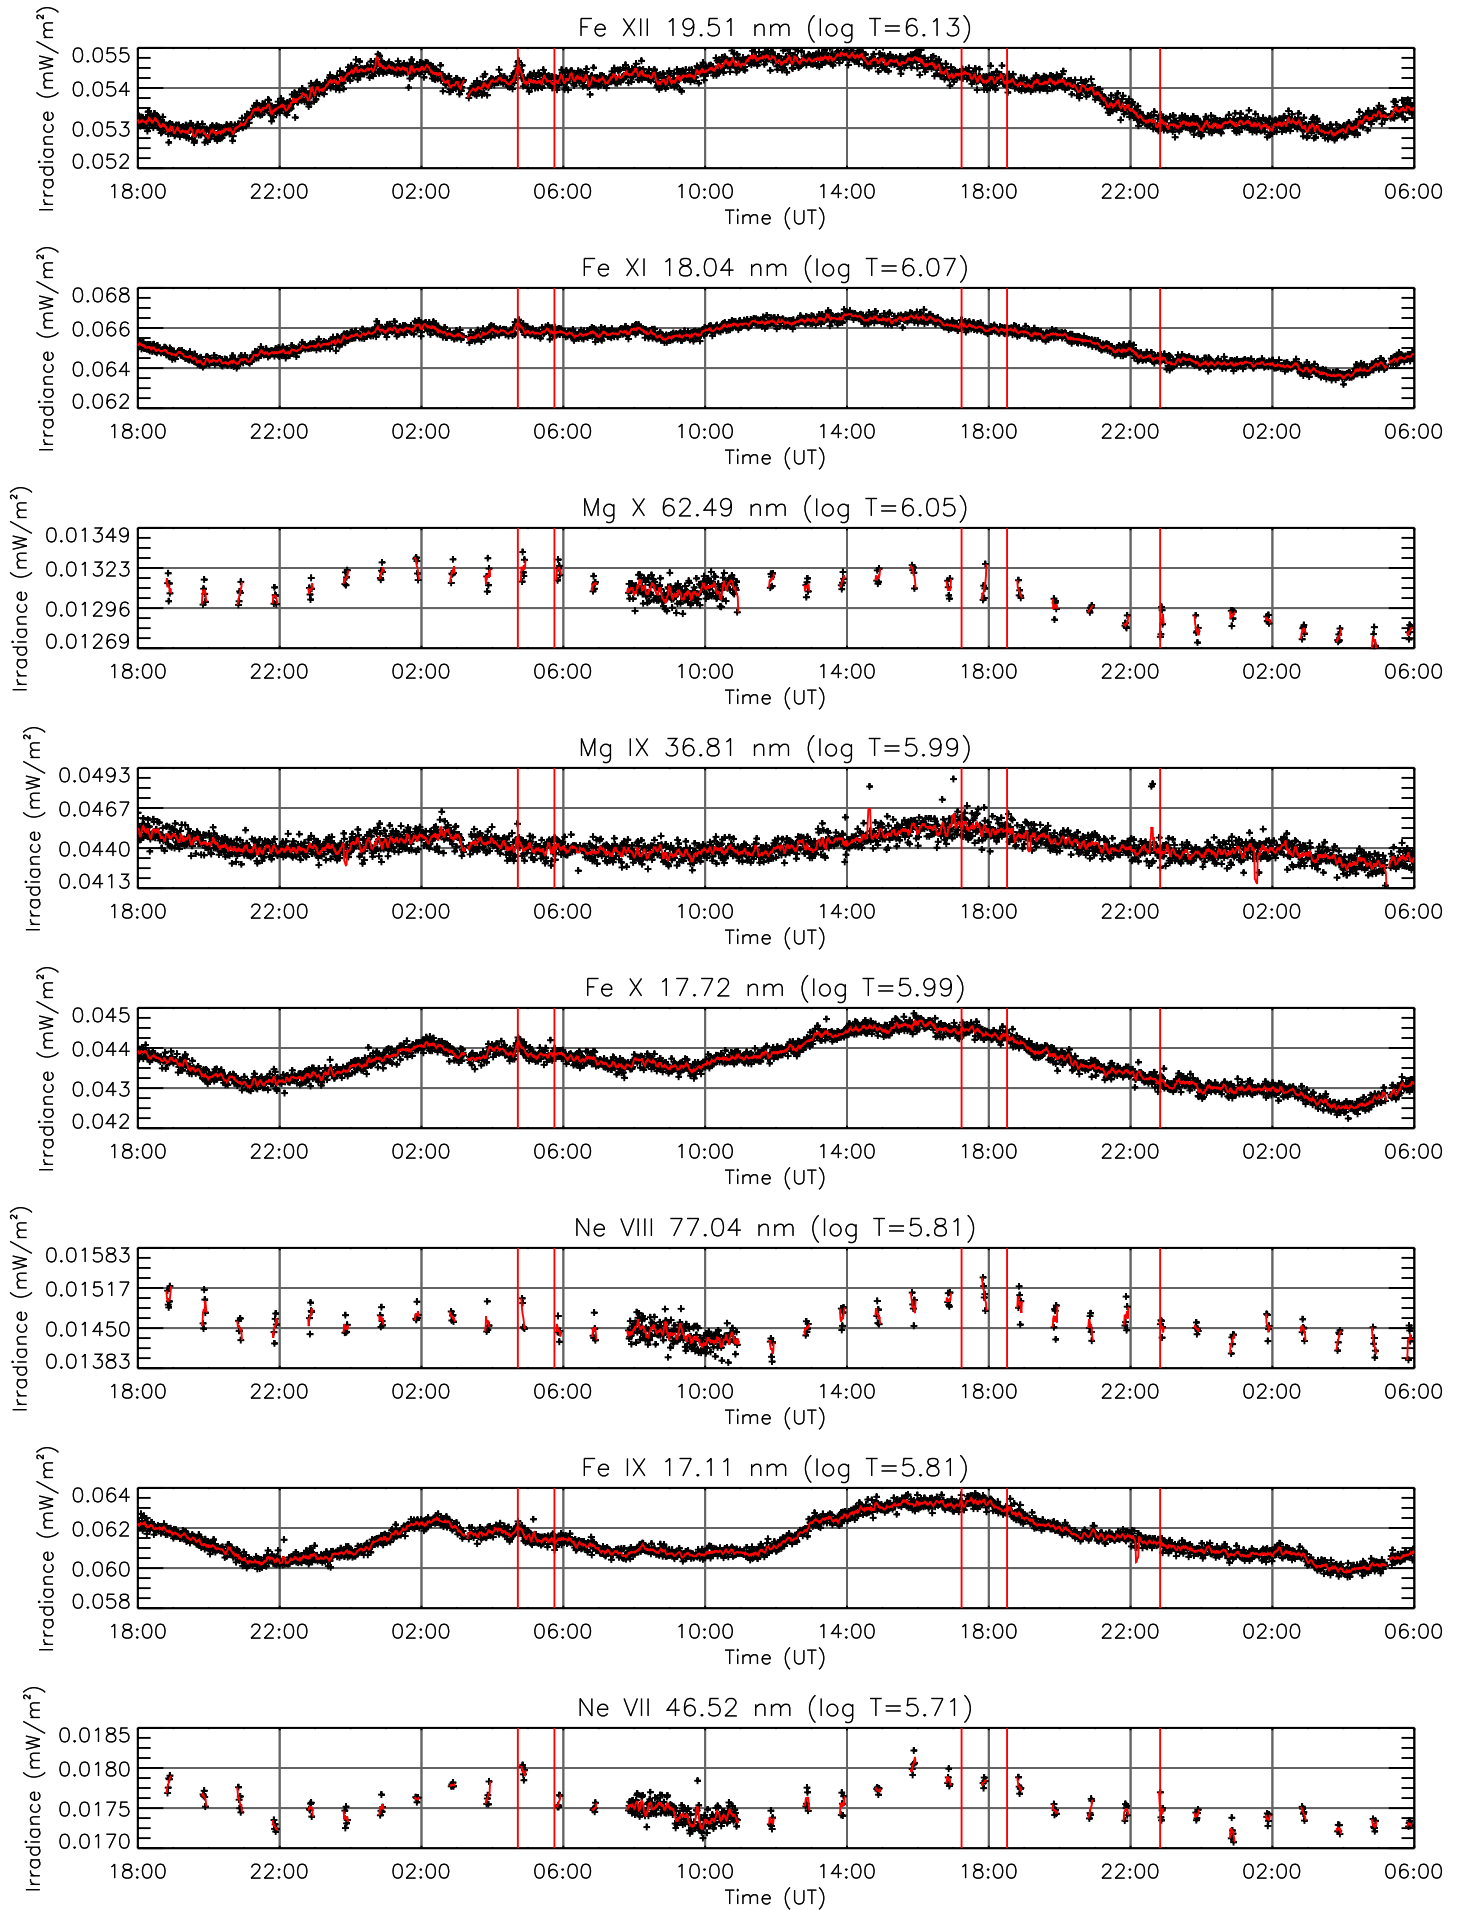 Fe XII 19.51 nm (log T=6.13)
Irradiance (mW/m²)
0.055
0.054
0.053
0.052
18:00 22:00 02:00 06:00 10:00 14:00 18:00 22:00 02:00 06:00
Time (UT)
Fe XI 18.04 nm (log T=6.07)
Irradiance (mW/m²)
0.068
0.066
0.064
0.062
18:00 22:00 02:00 06:00 10:00 14:00 18:00 22:00 02:00 06:00
Time (UT)
Mg X 62.49 nm (log T=6.05)
Irradiance (mW/m²)
0.01349
0.01323
0.01296
0.01269
18:00 22:00 02:00 06:00 10:00 14:00 18:00 22:00 02:00 06:00
Time (UT)
Mg IX 36.81 nm (log T=5.99)
Irradiance (mW/m²)
0.0493
0.0467
0.0440
0.0413
18:00 22:00 02:00 06:00 10:00 14:00 18:00 22:00 02:00 06:00
Time (UT)
Fe X 17.72 nm (log T=5.99)
Irradiance (mW/m²)
0.045
0.044
0.043
0.042
18:00 22:00 02:00 06:00 10:00 14:00 18:00 22:00 02:00 06:00
Time (UT)
Ne VIII 77.04 nm (log T=5.81)
Irradiance (mW/m²)
0.01583
0.01517
0.01450
0.01383
18:00 22:00 02:00 06:00 10:00 14:00 18:00 22:00 02:00 06:00
Time (UT)
Fe IX 17.11 nm (log T=5.81)
Irradiance (mW/m²)
0.064
0.062
0.060
0.058
18:00 22:00 02:00 06:00 10:00 14:00 18:00 22:00 02:00 06:00
Time (UT)
Ne VII 46.52 nm (log T=5.71)
Irradiance (mW/m²)
0.0185
0.0180
0.0175
0.0170
18:00 22:00 02:00 06:00 10:00 14:00 18:00 22:00 02:00 06:00
Time (UT)